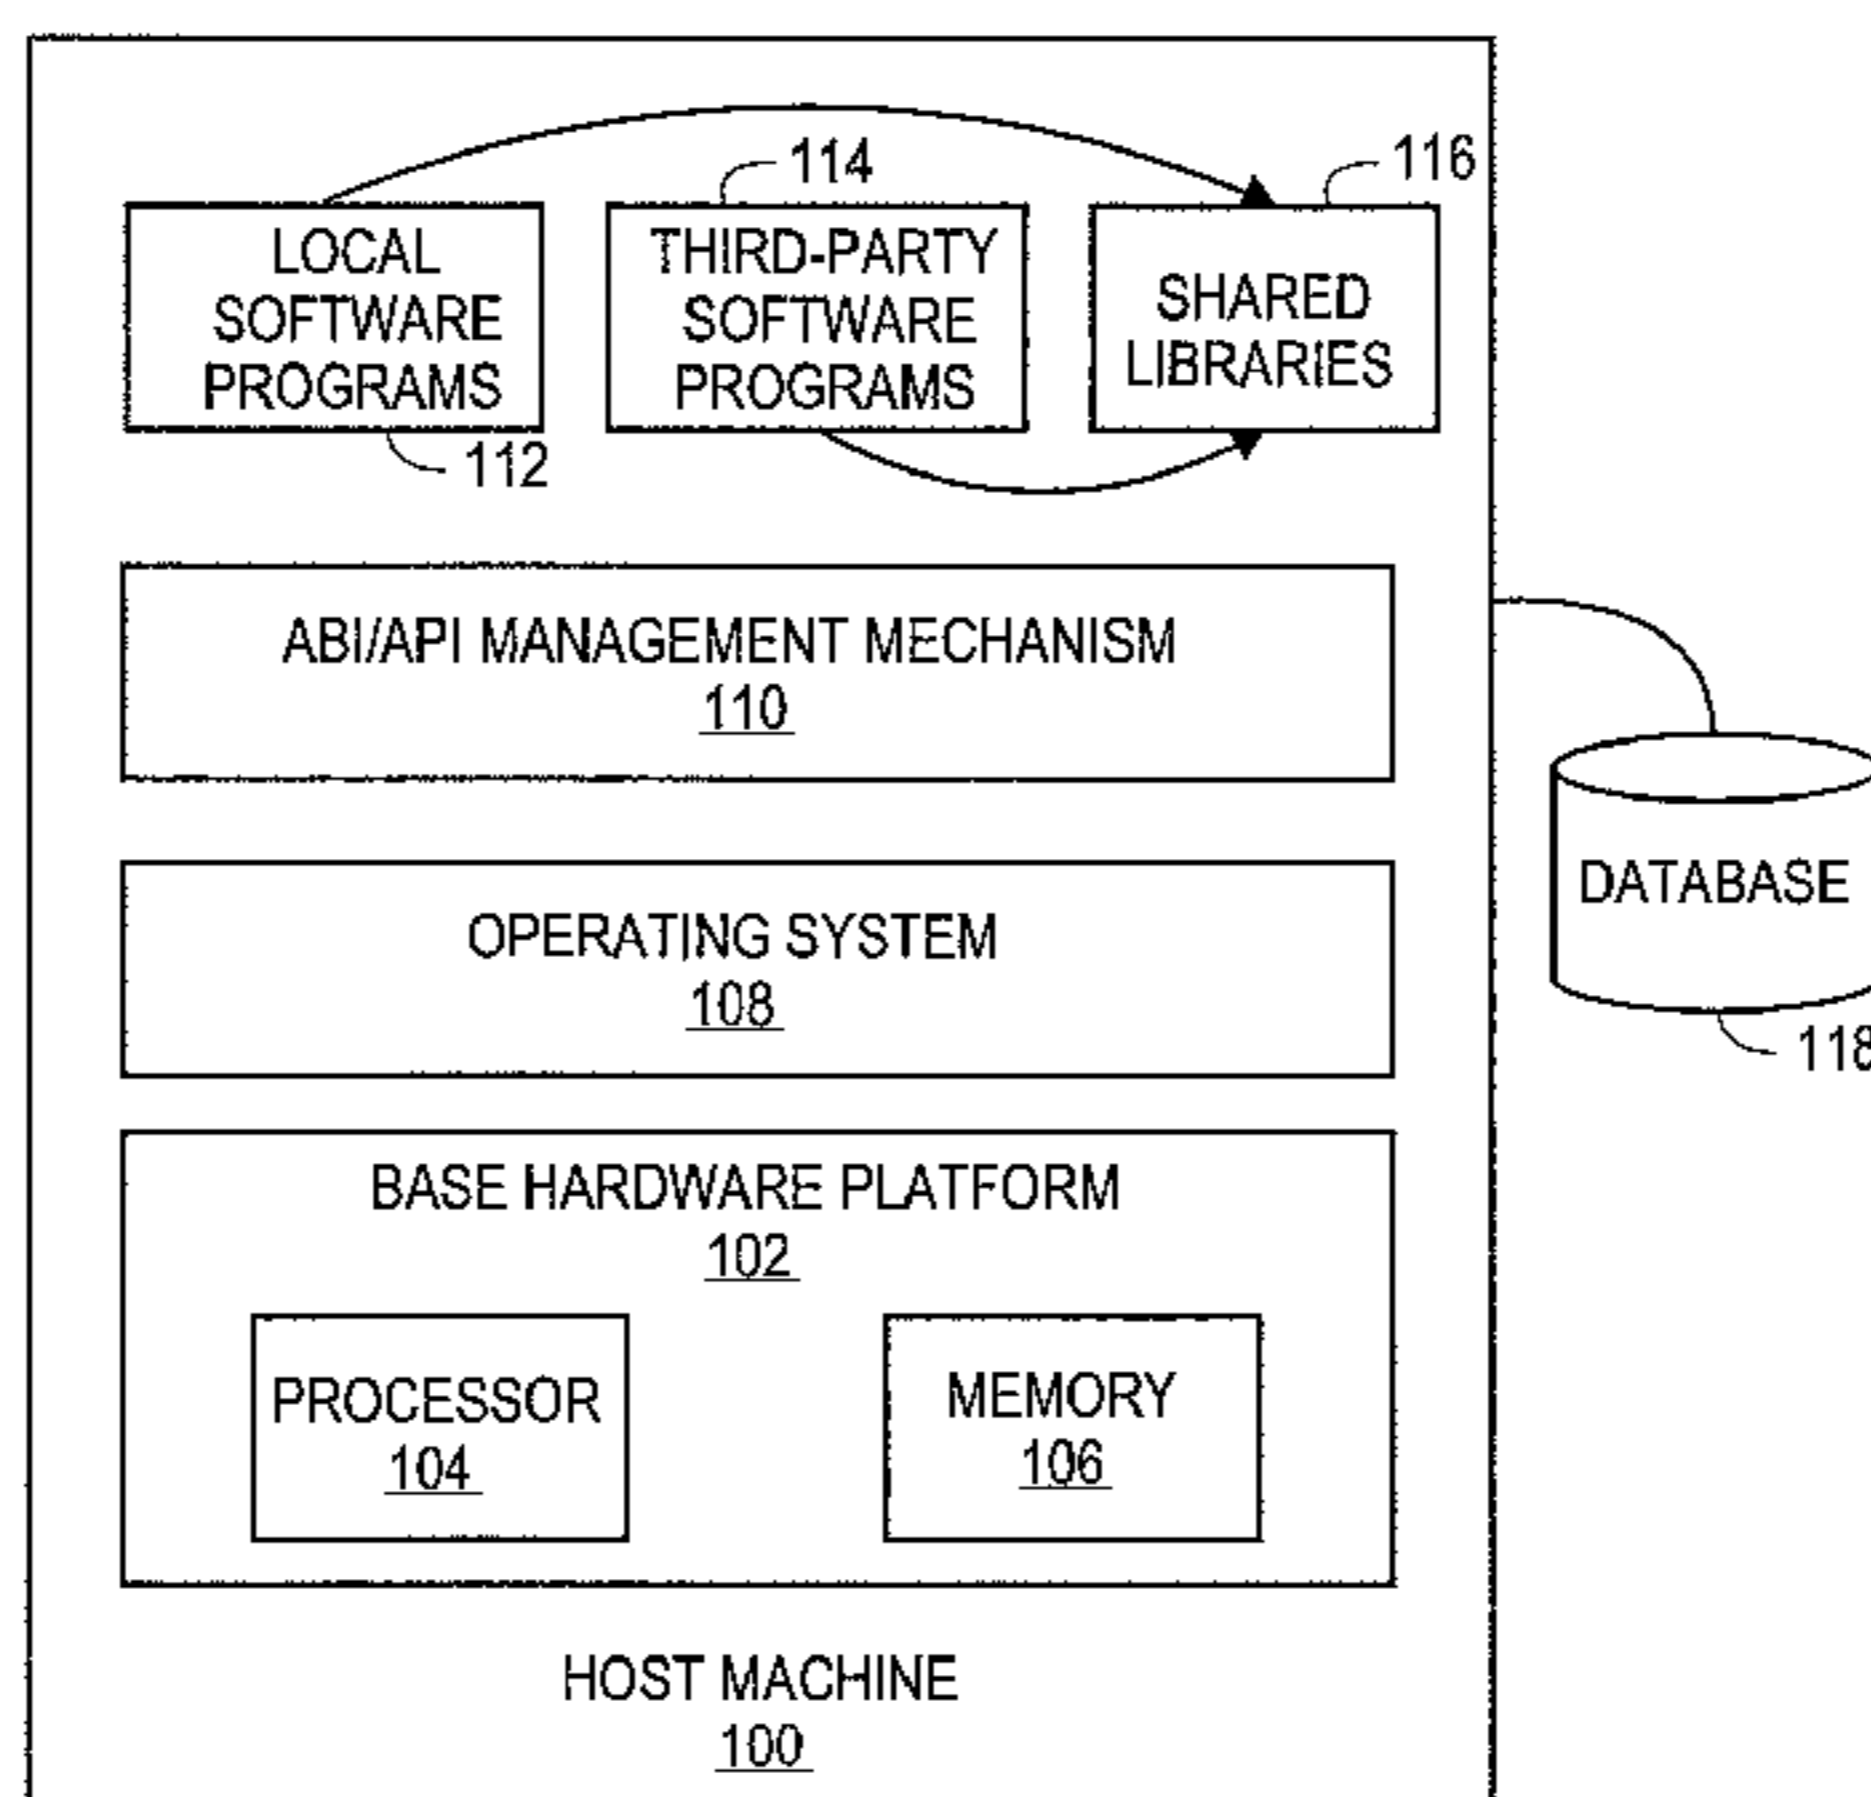 114
116
LOCAL
SOFTWARE
PROGRAMS
THIRD-PARTY
SOFTWARE
PROGRAMS
SHARED
LIBRARIES
112
ABI/API MANAGEMENT MECHANISM
110
DATABASE
118
OPERATING SYSTEM
108
BASE HARDWARE PLATFORM
102
PROCESSOR
104
MEMORY
106
HOST MACHINE
100